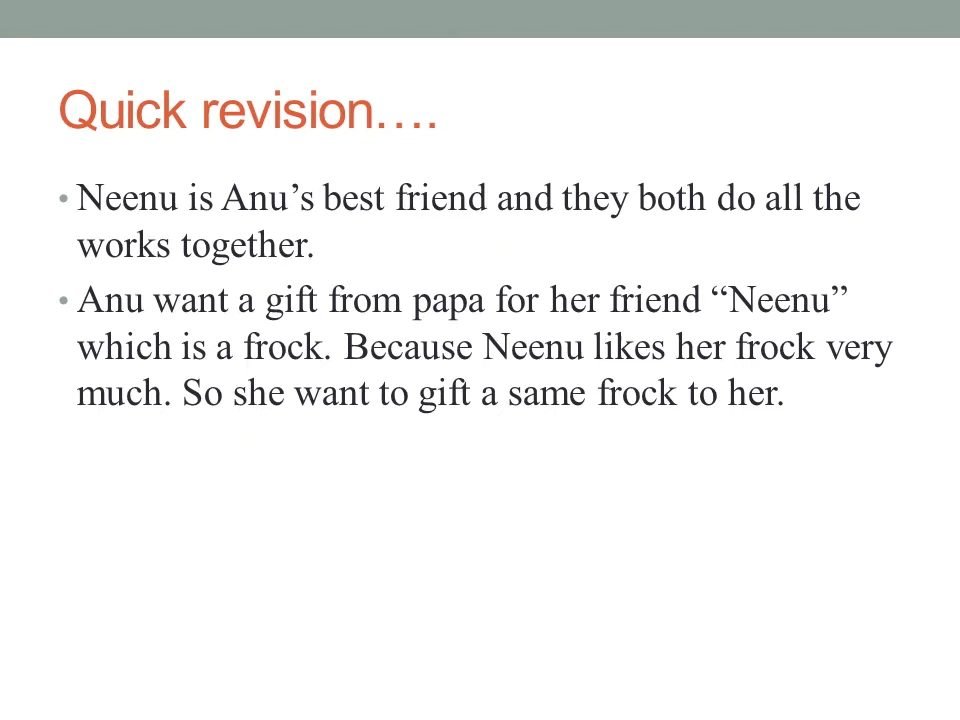 Quick revision….
• Neenu is Anu’s best friend and they both do all the
works together.
• Anu want a gift from papa for her friend “Neenu”
which is a frock. Because Neenu likes her frock very
much. So she want to gift a same frock to her.